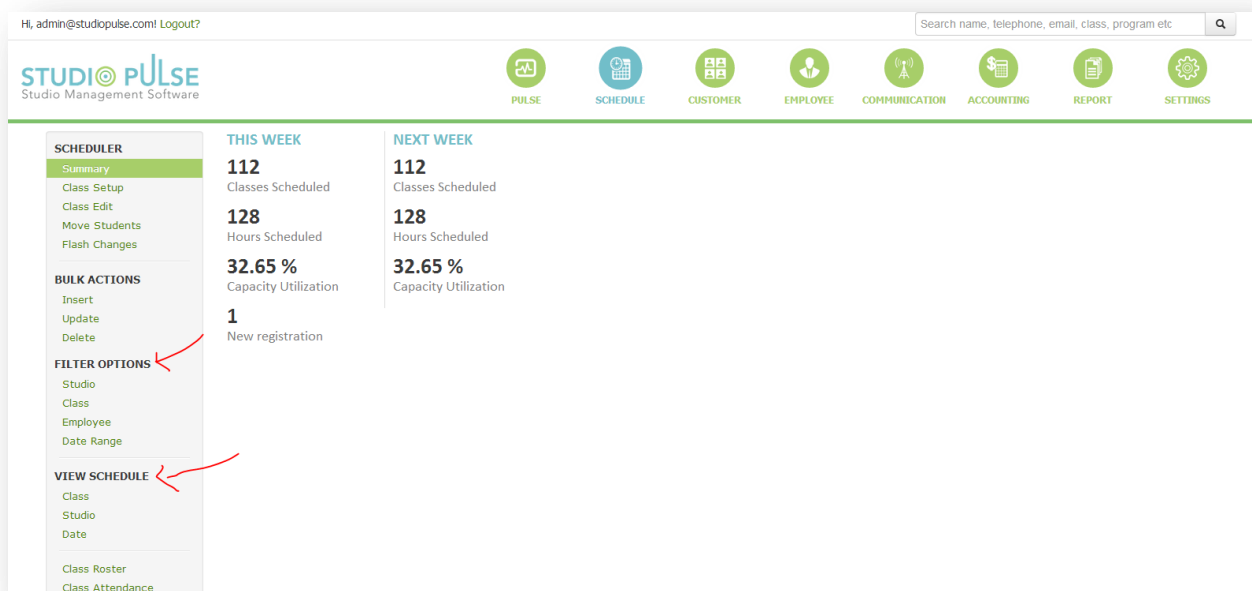 Hi, admin@studiopulse.com! Logout?
Search name, telephone, email, class, program etc
STUDIO PULSE
Studio Management Software
PULSE
SCHEDULE
CUSTOMER
EMPLOYEE
COMMUNICATION
ACCOUNTING
REPORT
SETTINGS
SCHEDULER
Summary
Class Setup
Class Edit
Move Students
Flash Changes
BULK ACTIONS
Insert
Update
Delete
FILTER OPTIONS
Studio
Class
Employee
Date Range
VIEW SCHEDULE
Class
Studio
Date
Class Roster
Class Attendance
THIS WEEK
112
Classes Scheduled
128
Hours Scheduled
32.65 %
Capacity Utilization
1
New registration
NEXT WEEK
112
Classes Scheduled
128
Hours Scheduled
32.65 %
Capacity Utilization